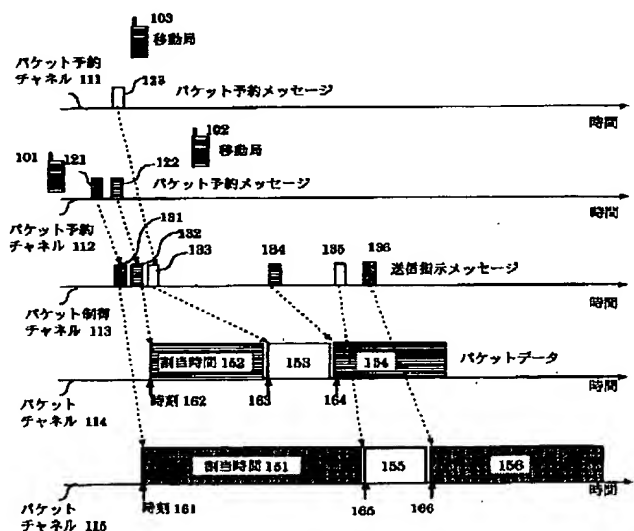 103
移動局
パケット予約
チャネル 111
123
パケット予約メッセージ
時間
102
移動局
101
121
122
パケット予約メッセージ
時間
パケット予約
チャネル 112
131
132
133
134
135
136
送信指示メッセージ
時間
パケット制御
チャネル 113
割当時間 152
153
154
パケットデータ
時間
時刻 162
163
164
パケット
チャネル 114
割当時間 151
155
156
時間
時刻 161
165
166
パケット
チャネル 115